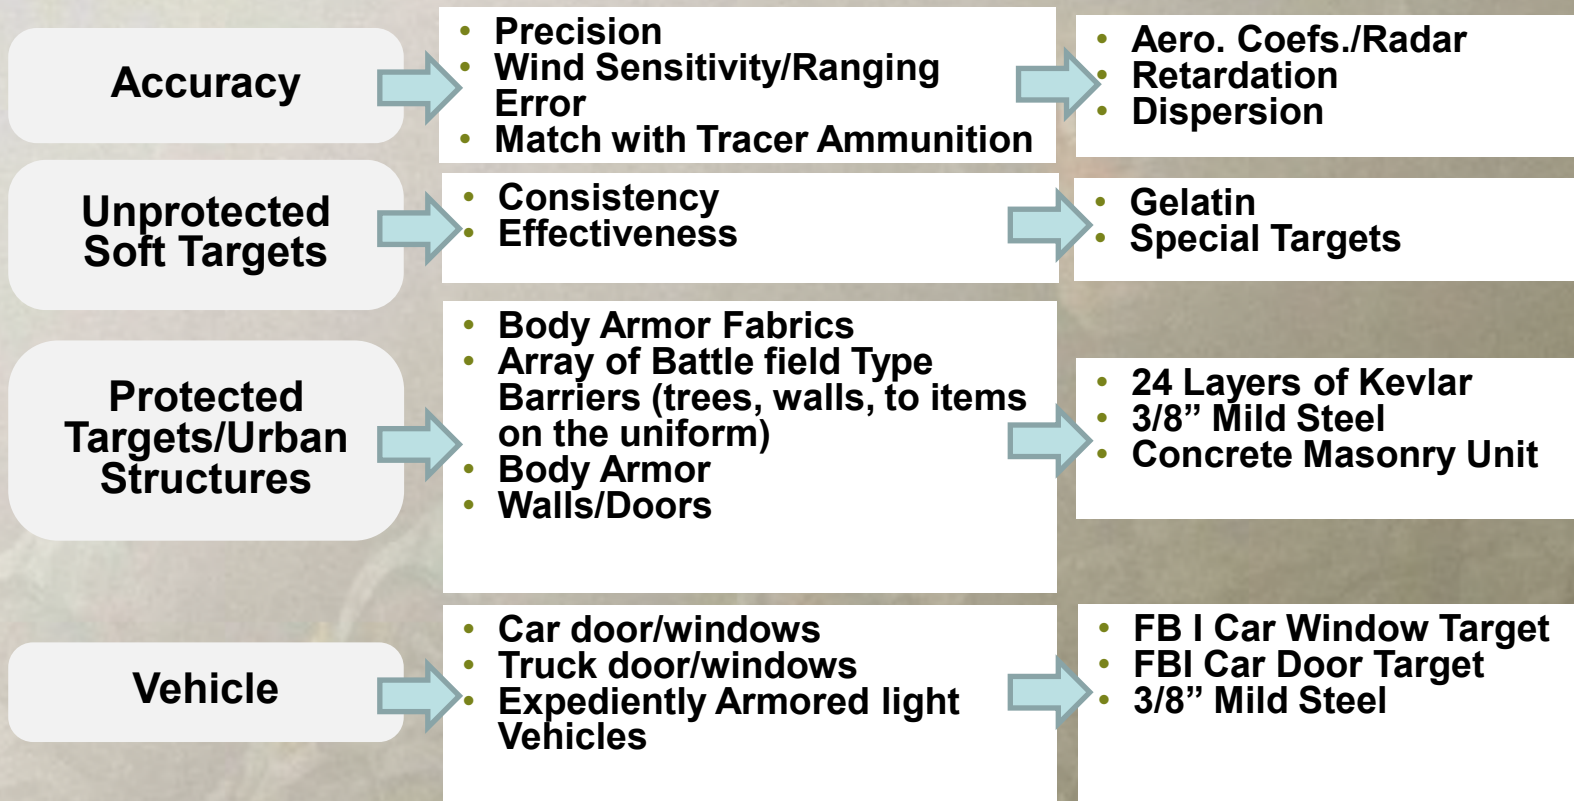 Accuracy
• Precision
• Wind Sensitivity/Ranging
Error
• Match with Tracer Ammunition
• Aero. Coefs./Radar
• Retardation
• Dispersion
Unprotected
Soft Targets
• Consistency
• Effectiveness
• Gelatin
• Special Targets
Protected
Targets/Urban
Structures
• Body Armor Fabrics
• Array of Battle field Type
Barriers (trees, walls, to items
on the uniform)
• Body Armor
• Walls/Doors
• 24 Layers of Kevlar
• 3/8” Mild Steel
• Concrete Masonry Unit
Vehicle
• Car door/windows
• Truck door/windows
• Expediently Armored light
Vehicles
• FB I Car Window Target
• FBI Car Door Target
• 3/8” Mild Steel